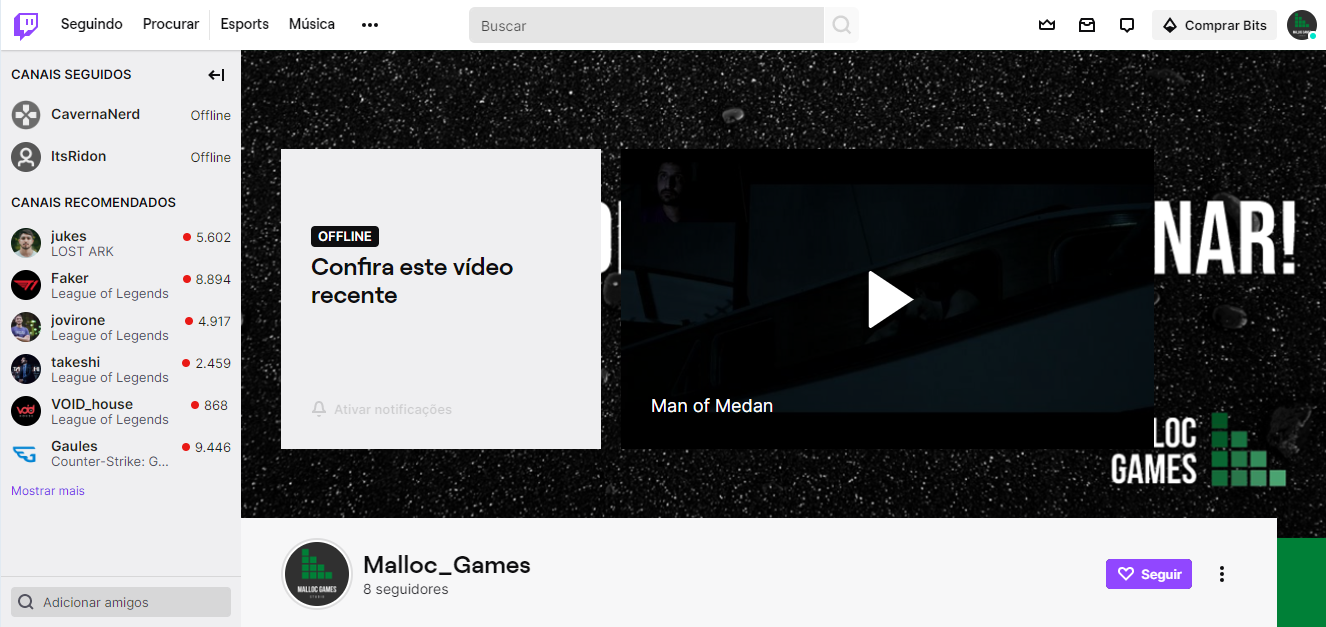 Seguindo
Procurar
Esports
Música
Buscar
Comprar Bits
CANAIS SEGUIDOS
CavernaNerd
Offline
ItsRidon
Offline
CANAIS RECOMENDADOS
jukes
5.602
LOST ARK
Faker
8.894
League of Legends
jovirone
4.917
League of Legends
takeshi
2.459
League of Legends
VOID_house
868
League of Legends
Gaules
9.446
Counter-Strike: G...
Mostrar mais
Adicionar amigos
OFFLINE
Confira este vídeo
recente
Ativar notificações
Man of Medan
NAR!
LOC
GAMES
MALLOC GAMES
Malloc_Games
8 seguidores
Seguir